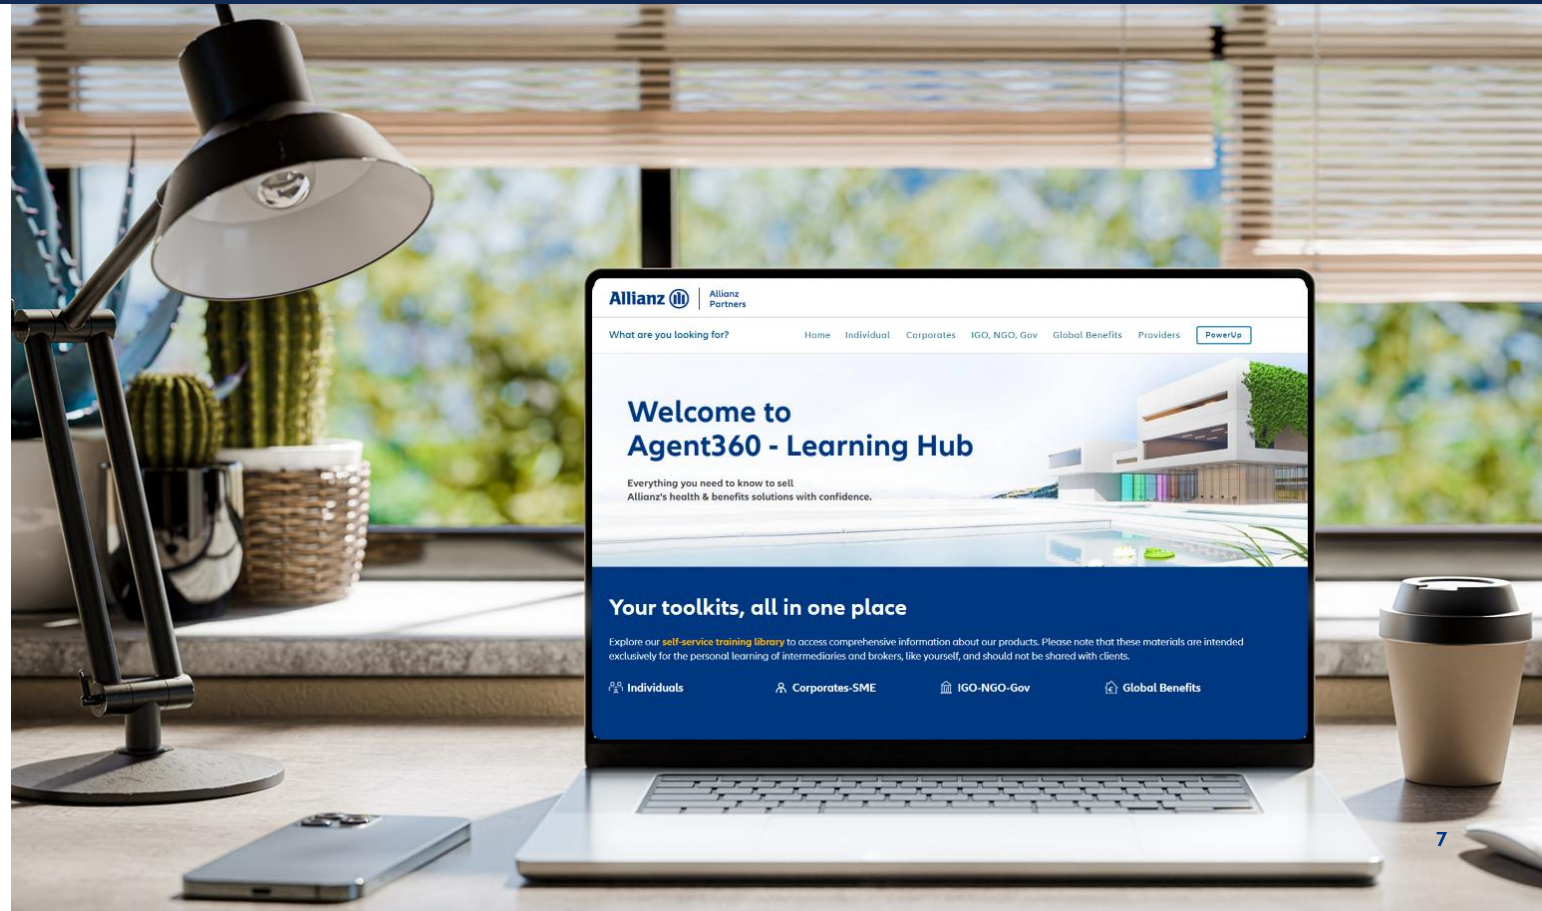 Allianz
Allianz
Partners
What are you looking for?
Home Individual Corporates IGO, NGO, Gov Global Benefits Providers PowerUp
Welcome to
Agent360 - Learning Hub
Everything you need to know to sell
Allianz's health & benefits solutions with confidence.
Your toolkits, all in one place
Explore our self-service training library to access comprehensive information about our products. Please note that these materials are intended
exclusively for the personal learning of intermediaries and brokers, like yourself, and should not be shared with clients.
Individuals Corporates-SME IGO-NGO-Gov Global Benefits
7